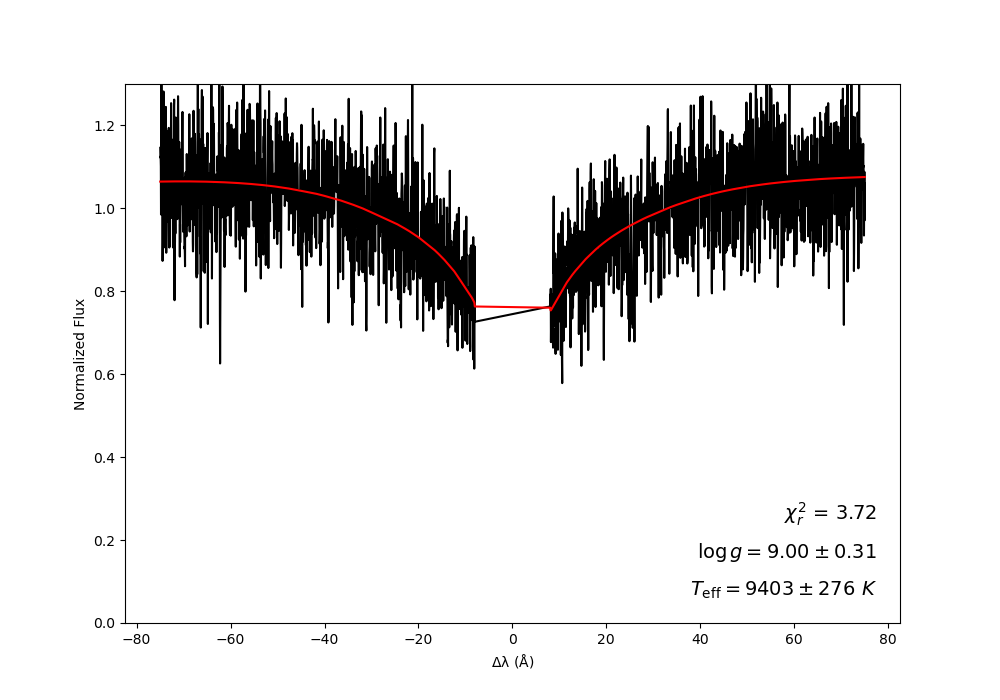 1.2
1.0
0.8
0.6
0.4
0.2
0.0
Normalized Flux
χ²ᵣ = 3.72
log g = 9.00 ± 0.31
T_eff = 9403 ± 276 K
−80 −60 −40 −20 0 20 40 60 80
Δλ (Å)